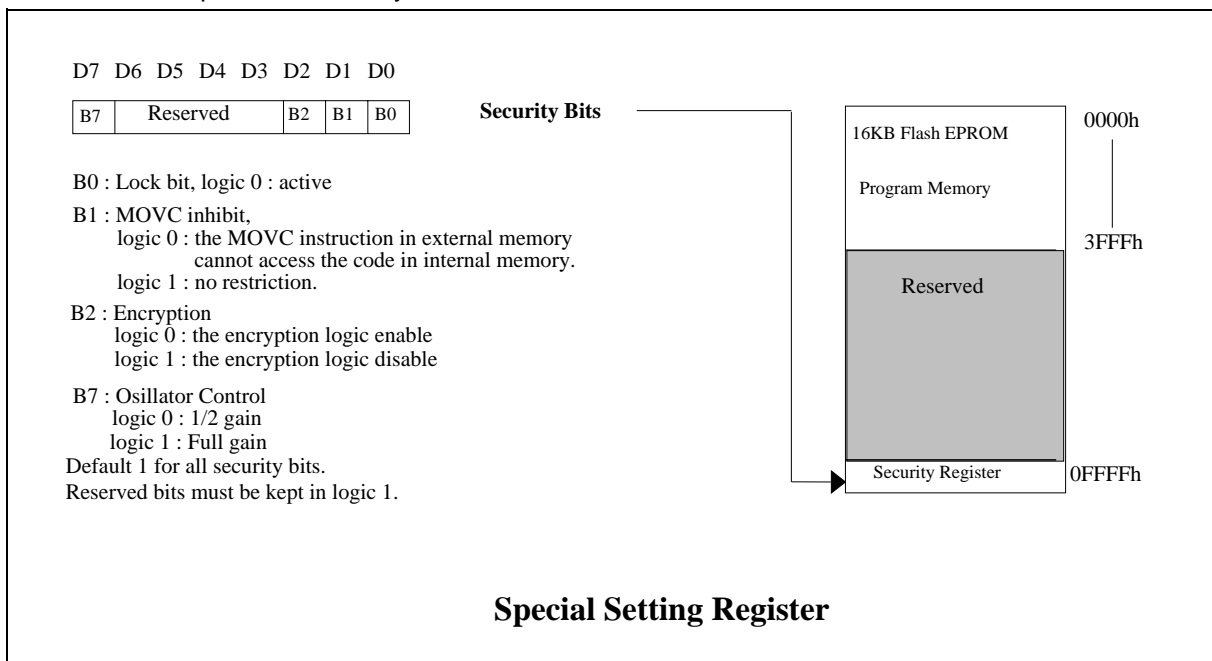 D7 D6 D5 D4 D3 D2 D1 D0
B7 Reserved B2 B1 B0
Security Bits
B0 : Lock bit, logic 0 : active
B1 : MOVC inhibit,
logic 0 : the MOVC instruction in external memory
cannot access the code in internal memory.
logic 1 : no restriction.
B2 : Encryption
logic 0 : the encryption logic enable
logic 1 : the encryption logic disable
B7 : Osillator Control
logic 0 : 1/2 gain
logic 1 : Full gain
Default 1 for all security bits.
Reserved bits must be kept in logic 1.
16KB Flash EPROM
Program Memory
0000h
3FFFh
Reserved
Security Register
0FFFFh
Special Setting Register